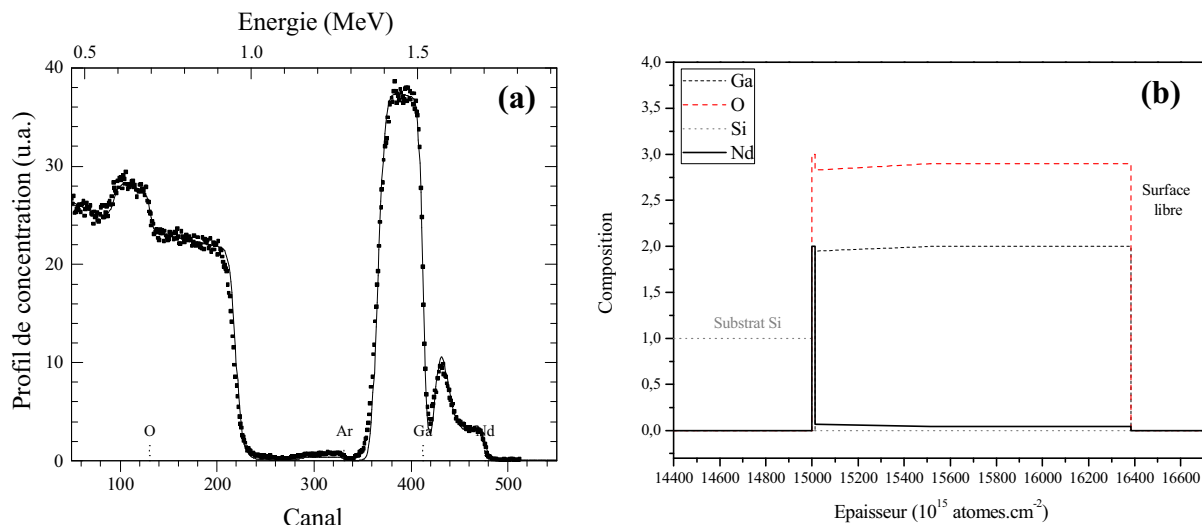 Energie (MeV)
0.5 1.0 1.5
(a)
40
30
20
10
0
Profil de concentration (u.a.)
O Ar Ga Nd
100 200 300 400 500
Canal
(b)
Ga
O
Si
Nd
4,0
3,5
3,0
2,5
2,0
1,5
1,0
0,5
0,0
Composition
Surface
libre
Substrat Si
14400 14600 14800 15000 15200 15400 15600 15800 16000 16200 16400 16600
Epaisseur (10¹⁵ atomes.cm⁻²)